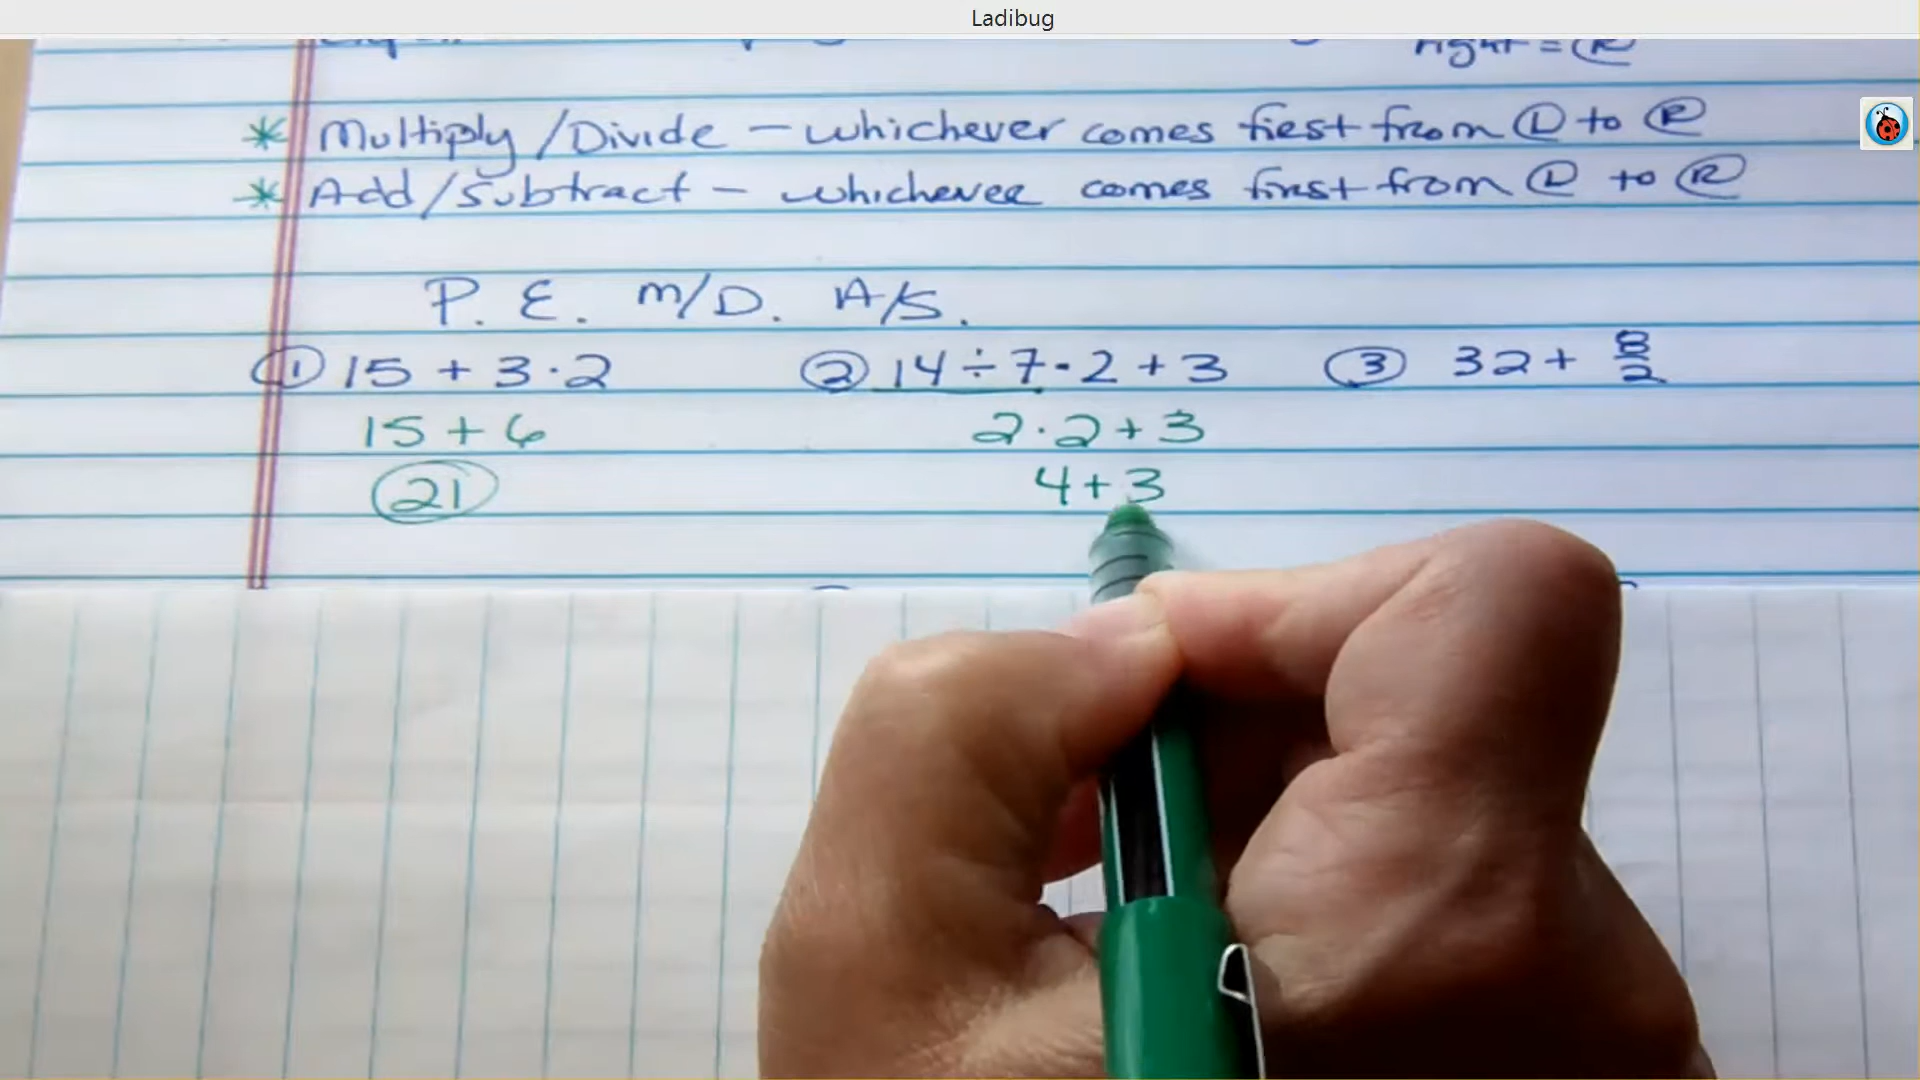 Ladibug
right = Ⓡ
* Multiply/Divide - whichever comes first from Ⓛ to Ⓡ
* Add/Subtract - whichever comes first from Ⓛ to Ⓡ
P. E. M/D. A/S.
① 15 + 3 · 2 ② 14 ÷ 7 · 2 + 3 ③ 32 + 8/2
15 + 6 2 · 2 + 3
21 4 + 3